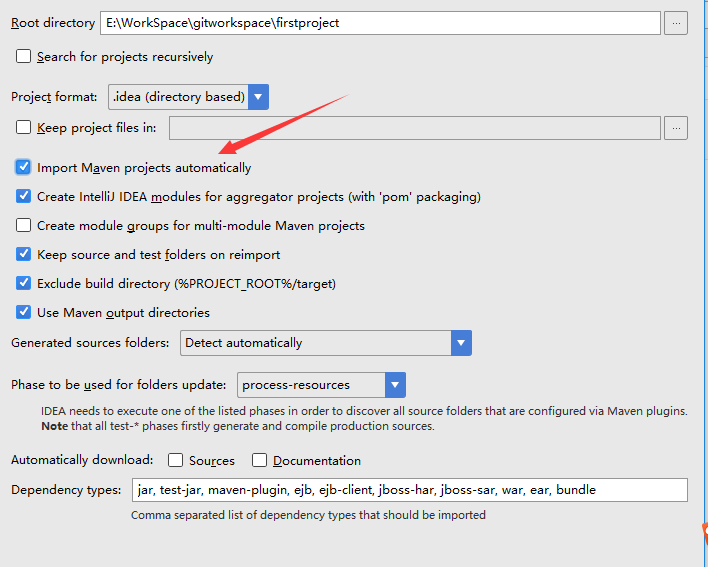 Root directory E:\WorkSpace\gitworkspace\firstproject ...
Search for projects recursively
Project format: .idea (directory based)
Keep project files in: ...
Import Maven projects automatically
Create IntelliJ IDEA modules for aggregator projects (with 'pom' packaging)
Create module groups for multi-module Maven projects
Keep source and test folders on reimport
Exclude build directory (%PROJECT_ROOT%/target)
Use Maven output directories
Generated sources folders: Detect automatically
Phase to be used for folders update: process-resources
IDEA needs to execute one of the listed phases in order to discover all source folders that are configured via Maven plugins.
Note that all test-* phases firstly generate and compile production sources.
Automatically download: Sources Documentation
Dependency types: jar, test-jar, maven-plugin, ejb, ejb-client, jboss-har, jboss-sar, war, ear, bundle
Comma separated list of dependency types that should be imported